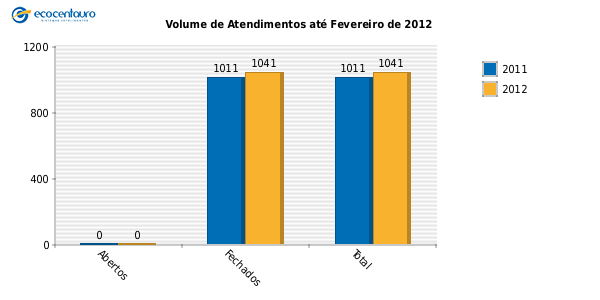 ecocentauro
Volume de Atendimentos até Fevereiro de 2012
1200
800
400
0
0
0
1011
1041
1011
1041
Abertos
Fechados
Total
2011
2012